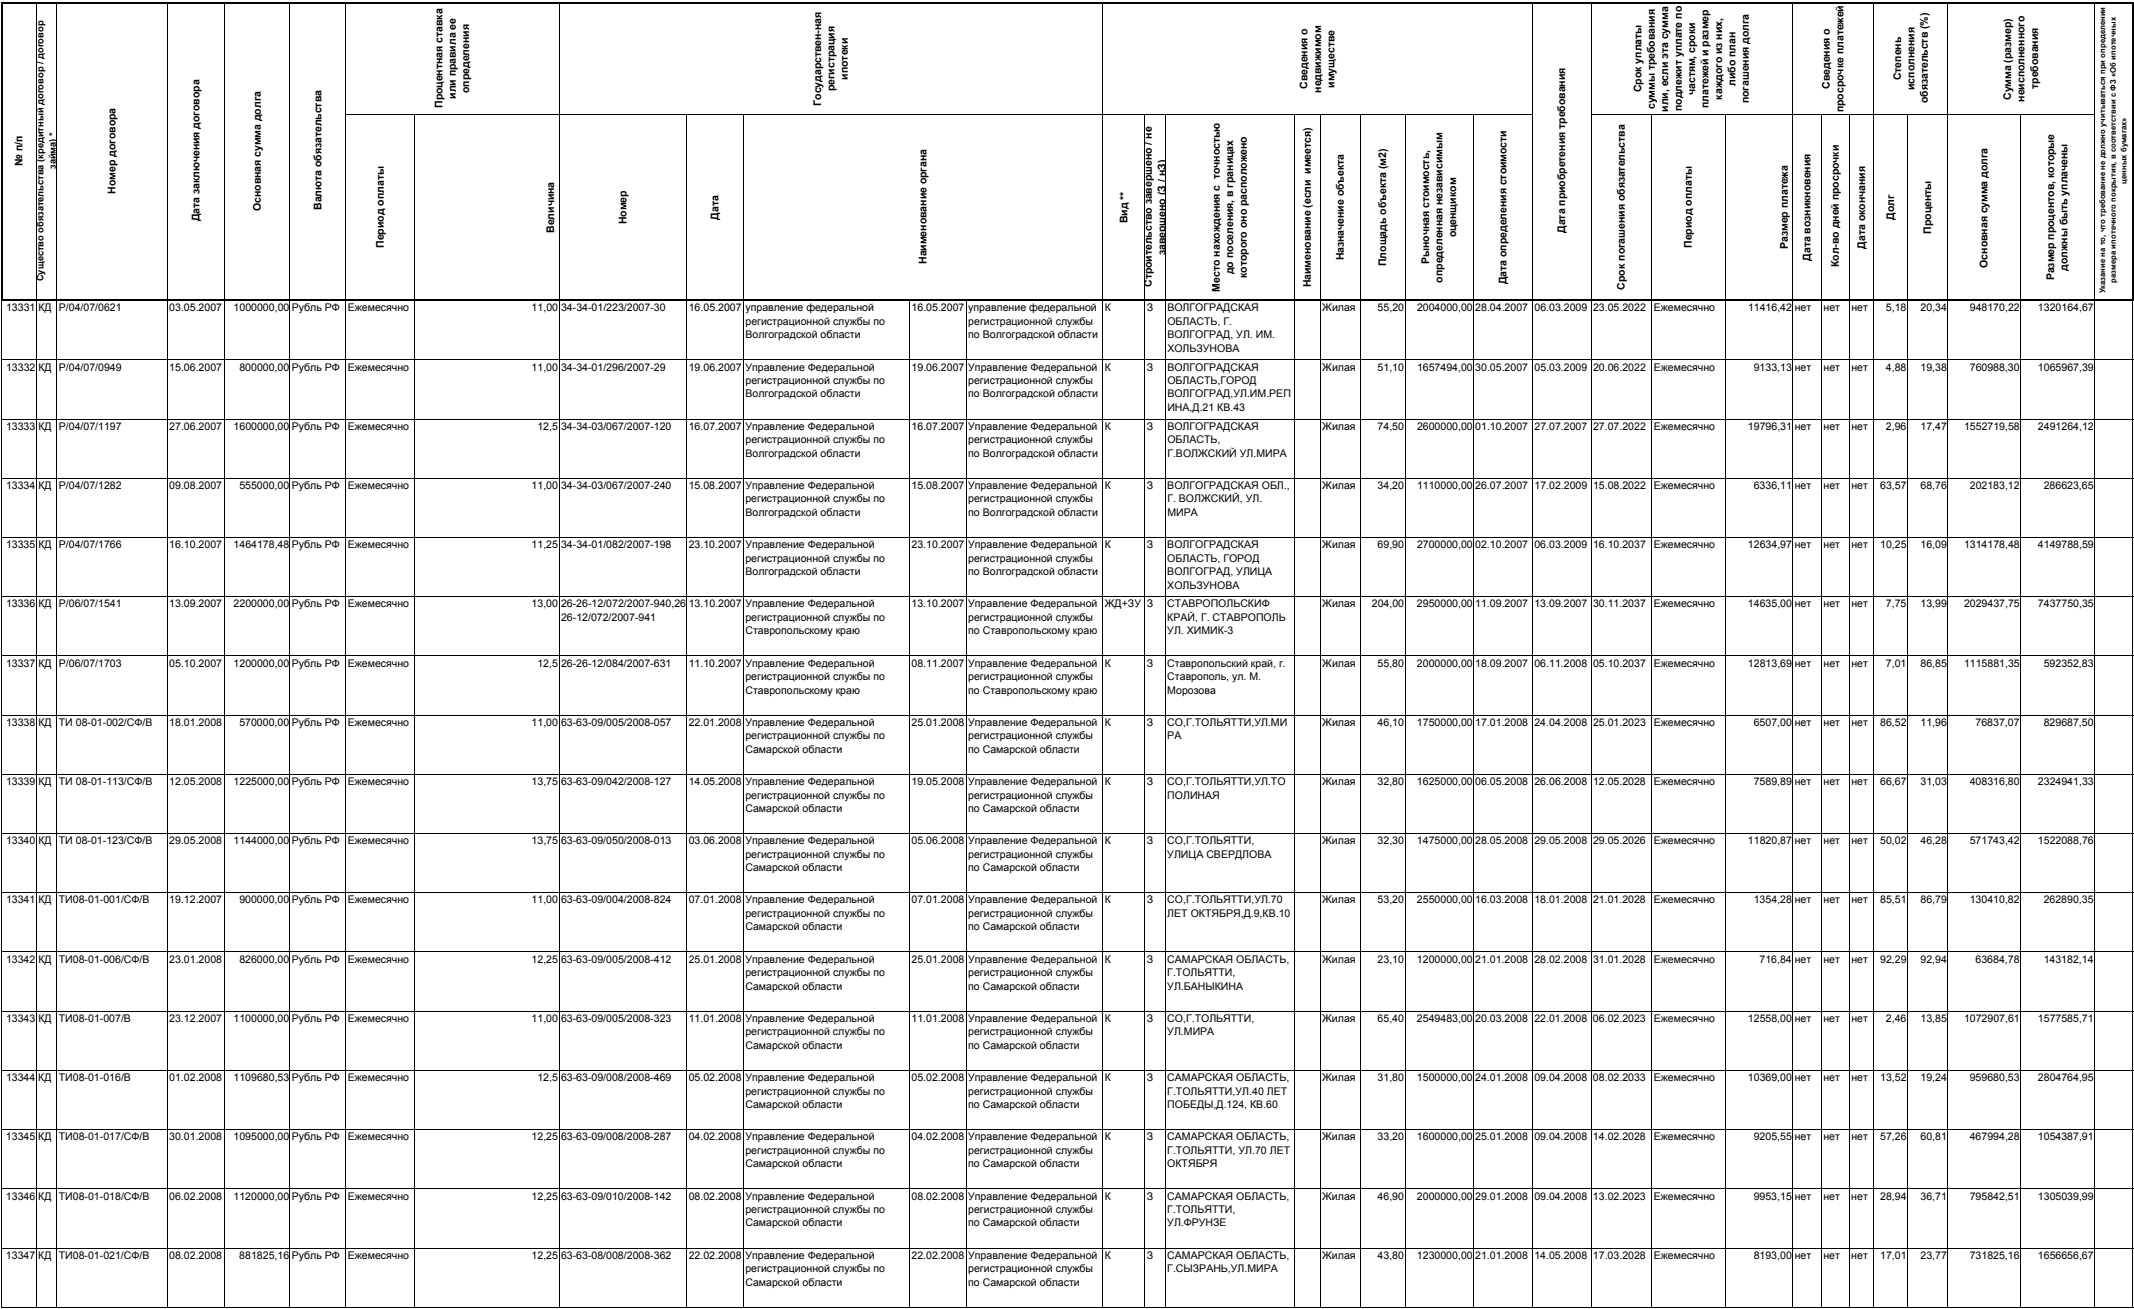 № п/п
Существо обязательства (кредитный договор / договор
займа) *
Номер договора
Дата заключения договора
Основная сумма долга
Валюта обязательства
Процентная ставка
или правила ее
определения
Период оплаты
Величина
Государствен-ная
регистрация
ипотеки
Номер
Дата
Наименование органа
Сведения о
недвижимом
имуществе
Вид **
Строительство завершено / не
завершено (З / нЗ)
Место нахождения с точностью
до поселения, в границах
которого оно расположено
Наименование (если имеется)
Назначение объекта
Площадь объекта (м2)
Рыночная стоимость,
определенная независимым
оценщиком
Дата определения стоимости
Дата приобретения требования
Срок уплаты
суммы требования
или, если эта сумма
подлежит уплате по
частям, сроки
платежей и размер
каждого из них,
либо план
погашения долга
Срок погашения обязательства
Период оплаты
Размер платежа
Сведения о
просрочке платежей
Дата возникновения
Кол-во дней просрочки
Дата окончания
Степень
исполнения
обязательств (%)
Долг
Проценты
Сумма (размер)
неисполненного
требования
Основная сумма долга
Размер процентов, которые
должны быть уплачены
Указание на то, что требование не должно учитываться при определении
размера ипотечного покрытия, в соответствии с ФЗ «Об ипотечных
ценных бумагах»
13331 КД Р/04/07/0621 03.05.2007 1000000,00 Рубль РФ Ежемесячно 11,00 34-34-01/223/2007-30 16.05.2007 управление федеральной 16.05.2007 управление федеральной К З ВОЛГОГРАДСКАЯ Жилая 55,20 2004000,00 28.04.2007 06.03.2009 23.05.2022 Ежемесячно 11416,42 нет нет нет 5,18 20,34 948170,22 1320164,67
регистрационной службы по регистрационной службы ОБЛАСТЬ, Г.
Волгоградской области по Волгоградской области ВОЛГОГРАД, УЛ. ИМ.
ХОЛЬЗУНОВА
13332 КД Р/04/07/0949 15.06.2007 800000,00 Рубль РФ Ежемесячно 11,00 34-34-01/296/2007-29 19.06.2007 Управление Федеральной 19.06.2007 Управление Федеральной К З ВОЛГОГРАДСКАЯ Жилая 51,10 1657494,00 30.05.2007 05.03.2009 20.06.2022 Ежемесячно 9133,13 нет нет нет 4,88 19,38 760988,30 1065967,39
регистрационной службы по регистрационной службы ОБЛАСТЬ,ГОРОД
Волгоградской области по Волгоградской области ВОЛГОГРАД,УЛ.ИМ.РЕП
ИНА,Д.21 КВ.43
13333 КД Р/04/07/1197 27.06.2007 1600000,00 Рубль РФ Ежемесячно 12,5 34-34-03/067/2007-120 16.07.2007 Управление Федеральной 16.07.2007 Управление Федеральной К З ВОЛГОГРАДСКАЯ Жилая 74,50 2600000,00 01.10.2007 27.07.2007 27.07.2022 Ежемесячно 19796,31 нет нет нет 2,96 17,47 1552719,58 2491264,12
регистрационной службы по регистрационной службы ОБЛАСТЬ,
Волгоградской области по Волгоградской области Г.ВОЛЖСКИЙ УЛ.МИРА
13334 КД Р/04/07/1282 09.08.2007 555000,00 Рубль РФ Ежемесячно 11,00 34-34-03/067/2007-240 15.08.2007 Управление Федеральной 15.08.2007 Управление Федеральной К З ВОЛГОГРАДСКАЯ ОБЛ., Жилая 34,20 1110000,00 26.07.2007 17.02.2009 15.08.2022 Ежемесячно 6336,11 нет нет нет 63,57 68,76 202183,12 286623,65
регистрационной службы по регистрационной службы Г. ВОЛЖСКИЙ, УЛ.
Волгоградской области по Волгоградской области МИРА
13335 КД Р/04/07/1766 16.10.2007 1464178,48 Рубль РФ Ежемесячно 11,25 34-34-01/082/2007-198 23.10.2007 Управление Федеральной 23.10.2007 Управление Федеральной К З ВОЛГОГРАДСКАЯ Жилая 69,90 2700000,00 02.10.2007 06.03.2009 16.10.2037 Ежемесячно 12634,97 нет нет нет 10,25 16,09 1314178,48 4149788,59
регистрационной службы по регистрационной службы ОБЛАСТЬ, ГОРОД
Волгоградской области по Волгоградской области ВОЛГОГРАД, УЛИЦА
ХОЛЬЗУНОВА
13336 КД Р/06/07/1541 13.09.2007 2200000,00 Рубль РФ Ежемесячно 13,00 26-26-12/072/2007-940,26 13.10.2007 Управление Федеральной 13.10.2007 Управление Федеральной ЖД+ЗУ З СТАВРОПОЛЬСКИФ Жилая 204,00 2950000,00 11.09.2007 13.09.2007 30.11.2037 Ежемесячно 14635,00 нет нет нет 7,75 13,99 2029437,75 7437750,35
26-12/072/2007-941 регистрационной службы по регистрационной службы КРАЙ, Г. СТАВРОПОЛЬ
Ставропольскому краю по Ставропольскому краю УЛ. ХИМИК-3
13337 КД Р/06/07/1703 05.10.2007 1200000,00 Рубль РФ Ежемесячно 12,5 26-26-12/084/2007-631 11.10.2007 Управление Федеральной 08.11.2007 Управление Федеральной К З Ставропольский край, г. Жилая 55,80 2000000,00 18.09.2007 06.11.2008 05.10.2037 Ежемесячно 12813,69 нет нет нет 7,01 86,85 1115881,35 592352,83
регистрационной службы по регистрационной службы Ставрополь, ул. М.
Ставропольскому краю по Ставропольскому краю Морозова
13338 КД ТИ 08-01-002/СФ/В 18.01.2008 570000,00 Рубль РФ Ежемесячно 11,00 63-63-09/005/2008-057 22.01.2008 Управление Федеральной 25.01.2008 Управление Федеральной К З СО,Г.ТОЛЬЯТТИ,УЛ.МИ Жилая 46,10 1750000,00 17.01.2008 24.04.2008 25.01.2023 Ежемесячно 6507,00 нет нет нет 86,52 11,96 76837,07 829687,50
регистрационной службы по регистрационной службы РА
Самарской области по Самарской области
13339 КД ТИ 08-01-113/СФ/В 12.05.2008 1225000,00 Рубль РФ Ежемесячно 13,75 63-63-09/042/2008-127 14.05.2008 Управление Федеральной 19.05.2008 Управление Федеральной К З СО,Г.ТОЛЬЯТТИ,УЛ.ТО Жилая 32,80 1625000,00 06.05.2008 26.06.2008 12.05.2028 Ежемесячно 7589,89 нет нет нет 66,67 31,03 408316,80 2324941,33
регистрационной службы по регистрационной службы ПОЛИНАЯ
Самарской области по Самарской области
13340 КД ТИ 08-01-123/СФ/В 29.05.2008 1144000,00 Рубль РФ Ежемесячно 13,75 63-63-09/050/2008-013 03.06.2008 Управление Федеральной 05.06.2008 Управление Федеральной К З СО,Г.ТОЛЬЯТТИ, Жилая 32,30 1475000,00 28.05.2008 29.05.2008 29.05.2026 Ежемесячно 11820,87 нет нет нет 50,02 46,28 571743,42 1522088,76
регистрационной службы по регистрационной службы УЛИЦА СВЕРДЛОВА
Самарской области по Самарской области
13341 КД ТИ08-01-001/СФ/В 19.12.2007 900000,00 Рубль РФ Ежемесячно 11,00 63-63-09/004/2008-824 07.01.2008 Управление Федеральной 07.01.2008 Управление Федеральной К З СО,Г.ТОЛЬЯТТИ,УЛ.70 Жилая 53,20 2550000,00 16.03.2008 18.01.2008 21.01.2028 Ежемесячно 1354,28 нет нет нет 85,51 86,79 130410,82 262890,35
регистрационной службы по регистрационной службы ЛЕТ ОКТЯБРЯ,Д.9,КВ.10
Самарской области по Самарской области
13342 КД ТИ08-01-006/СФ/В 23.01.2008 826000,00 Рубль РФ Ежемесячно 12,25 63-63-09/005/2008-412 25.01.2008 Управление Федеральной 25.01.2008 Управление Федеральной К З САМАРСКАЯ ОБЛАСТЬ, Жилая 23,10 1200000,00 21.01.2008 28.02.2008 31.01.2028 Ежемесячно 716,84 нет нет нет 92,29 92,94 63684,78 143182,14
регистрационной службы по регистрационной службы Г.ТОЛЬЯТТИ,
Самарской области по Самарской области УЛ.БАНЫКИНА
13343 КД ТИ08-01-007/В 23.12.2007 1100000,00 Рубль РФ Ежемесячно 11,00 63-63-09/005/2008-323 11.01.2008 Управление Федеральной 11.01.2008 Управление Федеральной К З СО,Г.ТОЛЬЯТТИ, Жилая 65,40 2549483,00 20.03.2008 22.01.2008 06.02.2023 Ежемесячно 12558,00 нет нет нет 2,46 13,85 1072907,61 1577585,71
регистрационной службы по регистрационной службы УЛ.МИРА
Самарской области по Самарской области
13344 КД ТИ08-01-016/В 01.02.2008 1109680,53 Рубль РФ Ежемесячно 12,5 63-63-09/008/2008-469 05.02.2008 Управление Федеральной 05.02.2008 Управление Федеральной К З САМАРСКАЯ ОБЛАСТЬ, Жилая 31,80 1500000,00 24.01.2008 09.04.2008 08.02.2033 Ежемесячно 10369,00 нет нет нет 13,52 19,24 959680,53 2804764,95
регистрационной службы по регистрационной службы Г.ТОЛЬЯТТИ,УЛ.40 ЛЕТ
Самарской области по Самарской области ПОБЕДЫ,Д.124, КВ.60
13345 КД ТИ08-01-017/СФ/В 30.01.2008 1095000,00 Рубль РФ Ежемесячно 12,25 63-63-09/008/2008-287 04.02.2008 Управление Федеральной 04.02.2008 Управление Федеральной К З САМАРСКАЯ ОБЛАСТЬ, Жилая 33,20 1600000,00 25.01.2008 09.04.2008 14.02.2028 Ежемесячно 9205,55 нет нет нет 57,26 60,81 467994,28 1054387,91
регистрационной службы по регистрационной службы Г.ТОЛЬЯТТИ, УЛ.70 ЛЕТ
Самарской области по Самарской области ОКТЯБРЯ
13346 КД ТИ08-01-018/СФ/В 06.02.2008 1120000,00 Рубль РФ Ежемесячно 12,25 63-63-09/010/2008-142 08.02.2008 Управление Федеральной 08.02.2008 Управление Федеральной К З САМАРСКАЯ ОБЛАСТЬ, Жилая 46,90 2000000,00 29.01.2008 09.04.2008 13.02.2023 Ежемесячно 9953,15 нет нет нет 28,94 36,71 795842,51 1305039,99
регистрационной службы по регистрационной службы Г.ТОЛЬЯТТИ,
Самарской области по Самарской области УЛ.ФРУНЗЕ
13347 КД ТИ08-01-021/СФ/В 08.02.2008 881825,16 Рубль РФ Ежемесячно 12,25 63-63-08/008/2008-362 22.02.2008 Управление Федеральной 22.02.2008 Управление Федеральной К З САМАРСКАЯ ОБЛАСТЬ, Жилая 43,80 1230000,00 21.01.2008 14.05.2008 17.03.2028 Ежемесячно 8193,00 нет нет нет 17,01 23,77 731825,16 1656656,67
регистрационной службы по регистрационной службы Г.СЫЗРАНЬ,УЛ.МИРА
Самарской области по Самарской области